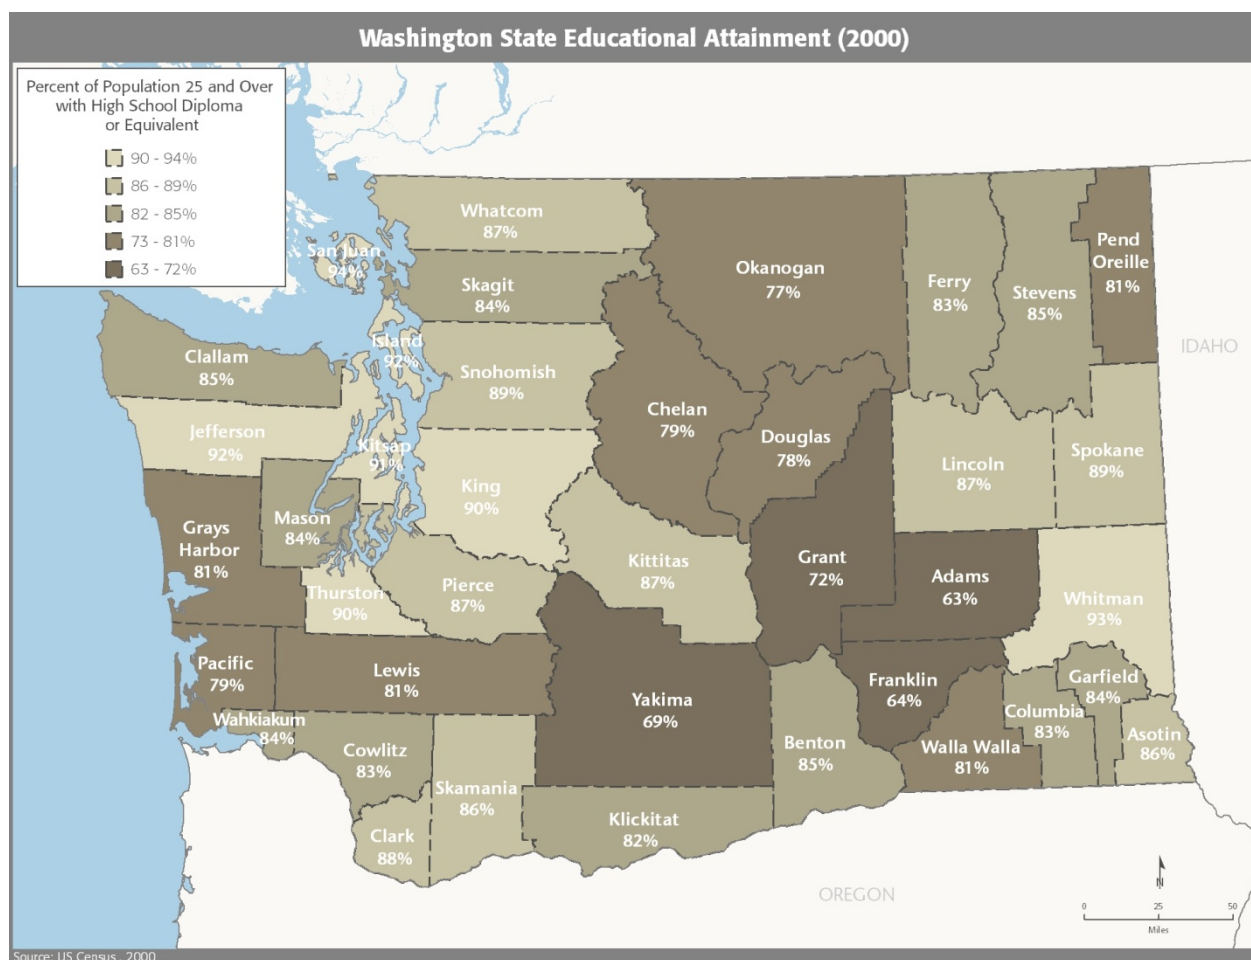 Washington State Educational Attainment (2000)
Percent of Population 25 and Over
with High School Diploma
or Equivalent
90 - 94%
86 - 89%
82 - 85%
73 - 81%
63 - 72%
Whatcom
87%
San Juan
94%
Skagit
84%
Okanogan
77%
Ferry
83%
Stevens
85%
Pend
Oreille
81%
IDAHO
Clallam
85%
Island
92%
Snohomish
89%
Chelan
79%
Douglas
78%
Lincoln
87%
Spokane
89%
Jefferson
92%
Kitsap
91%
King
90%
Grays
Harbor
81%
Mason
84%
Kittitas
87%
Grant
72%
Adams
63%
Whitman
93%
Thurston
90%
Pierce
87%
Pacific
79%
Lewis
81%
Yakima
69%
Franklin
64%
Garfield
84%
Columbia
83%
Asotin
86%
Wahkiakum
84%
Cowlitz
83%
Skamania
86%
Benton
85%
Walla Walla
81%
Clark
88%
Klickitat
82%
OREGON
N
0 25 50
Miles
Source: US Census , 2000